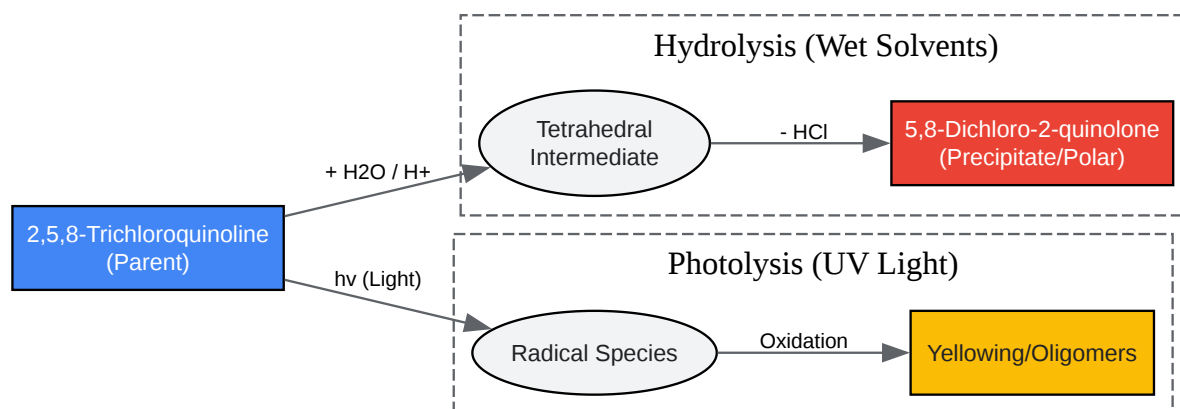 Hydrolysis (Wet Solvents)
Tetrahedral
Intermediate
- HCl
5,8-Dichloro-2-quinolone
(Precipitate/Polar)
+ H2O / H+
2,5,8-Trichloroquinoline
(Parent)
hv (Light)
Photolysis (UV Light)
Radical Species
Oxidation
Yellowing/Oligomers